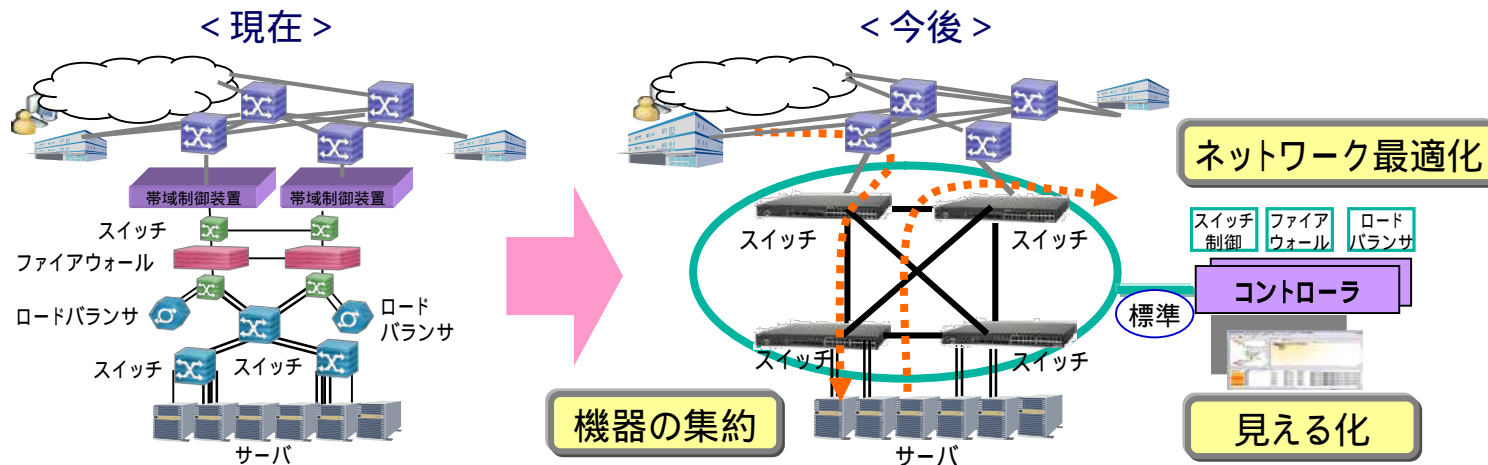 ＜現在＞
帯域制御装置
帯域制御装置
スイッチ
ファイアウォール
ロードバランサ
ロード
バランサ
スイッチ
スイッチ
サーバ
＜今後＞
スイッチ
スイッチ
スイッチ
スイッチ
機器の集約
サーバ
ネットワーク最適化
スイッチ
制御
ファイア
ウォール
ロード
バランサ
コントローラ
標準
見える化